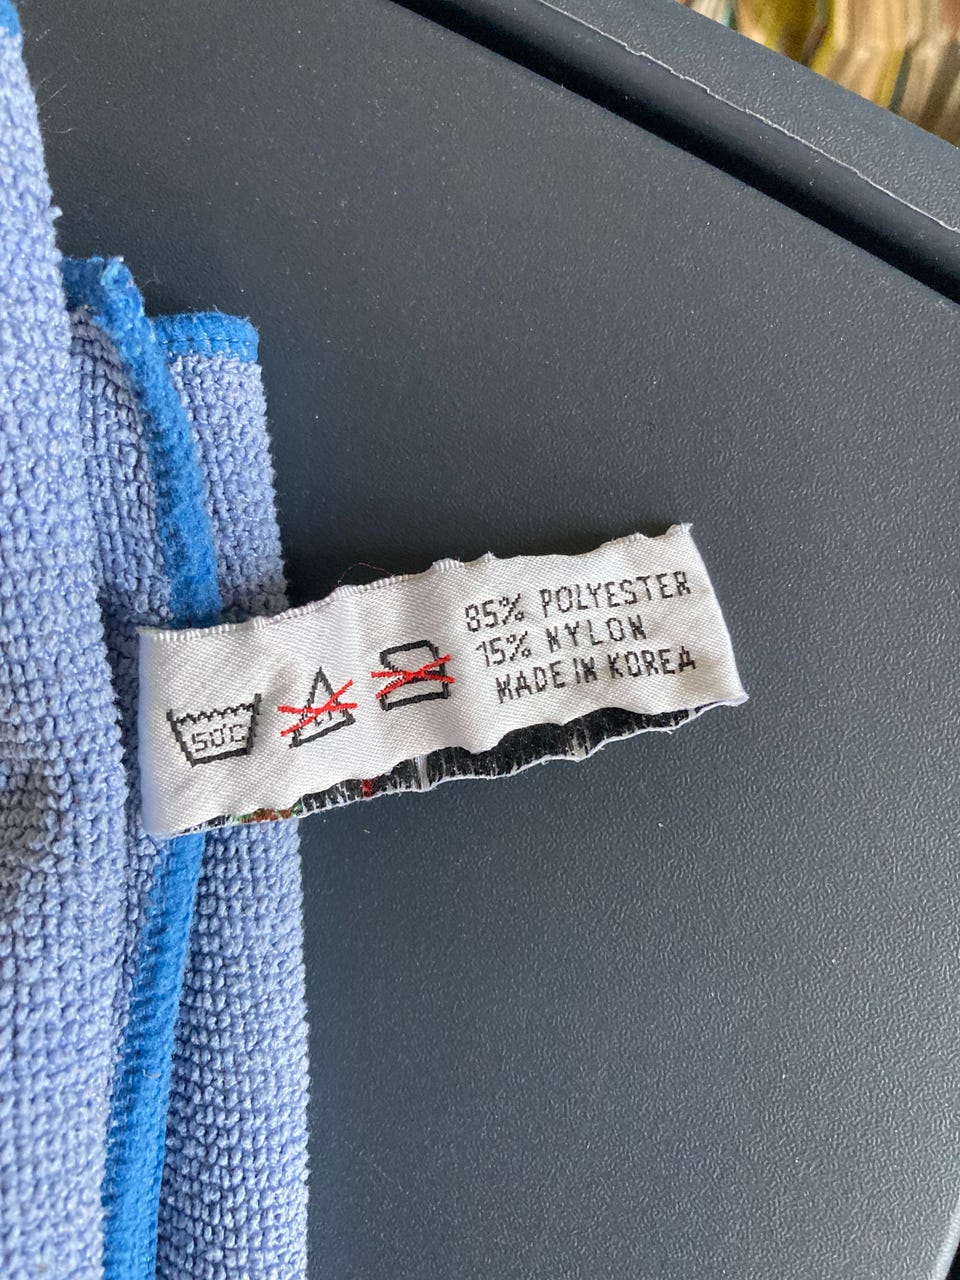 50℃
85% POLYESTER
15% NYLON
MADE IN KOREA